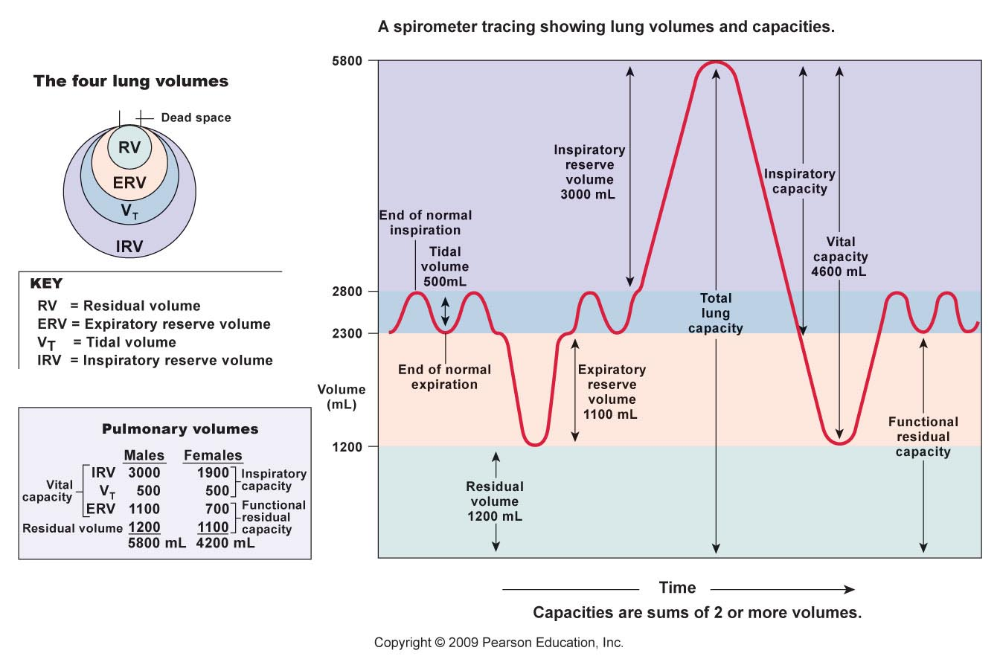 A spirometer tracing showing lung volumes and capacities.
The four lung volumes
Dead space
RV
ERV
VT
IRV
KEY
RV = Residual volume
ERV = Expiratory reserve volume
VT = Tidal volume
IRV = Inspiratory reserve volume
Pulmonary volumes
Males Females
IRV 3000 1900
VT 500 500
ERV 1100 700
Residual volume 1200 1100
5800 mL 4200 mL
Vital
capacity
Inspiratory
capacity
Functional
residual
capacity
Volume
(mL)
5800
2800
2300
1200
End of normal
inspiration
Tidal
volume
500mL
End of normal
expiration
Inspiratory
reserve
volume
3000 mL
Expiratory
reserve
volume
1100 mL
Residual
volume
1200 mL
Total
lung
capacity
Inspiratory
capacity
Vital
capacity
4600 mL
Functional
residual
capacity
Time
Capacities are sums of 2 or more volumes.
Copyright © 2009 Pearson Education, Inc.